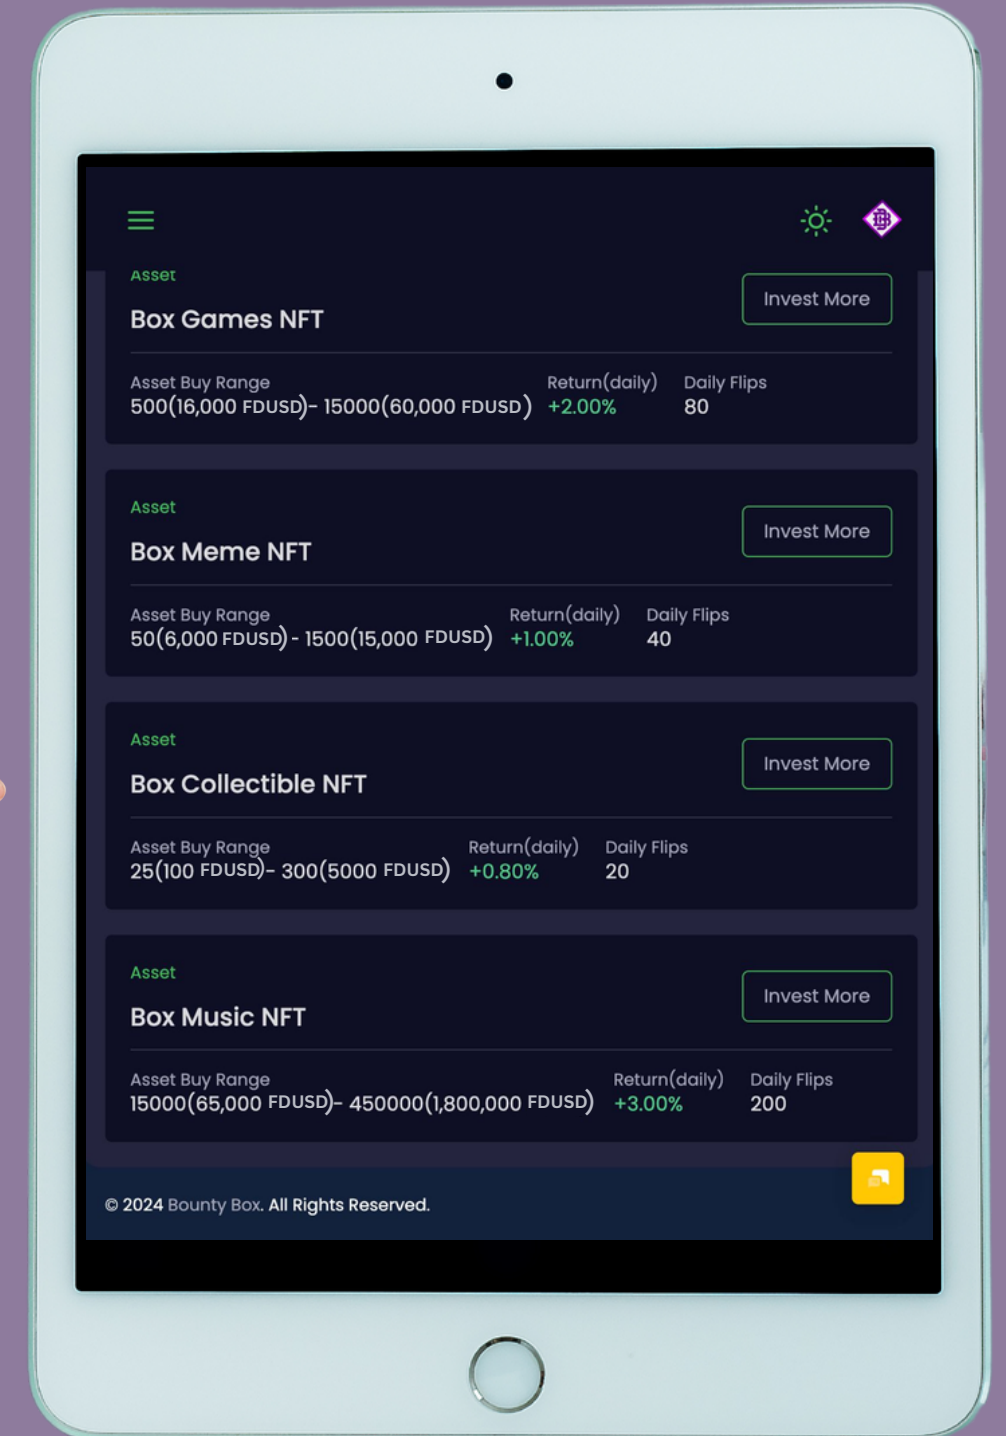 Asset
Invest More
Box Games NFT
Asset Buy Range Return(daily) Daily Flips
500(16,000 FDUSD)- 15000(60,000 FDUSD) +2.00% 80
Asset
Invest More
Box Meme NFT
Asset Buy Range Return(daily) Daily Flips
50(6,000 FDUSD) - 1500(15,000 FDUSD) +1.00% 40
Asset
Invest More
Box Collectible NFT
Asset Buy Range Return(daily) Daily Flips
25(100 FDUSD)- 300(5000 FDUSD) +0.80% 20
Asset
Invest More
Box Music NFT
Asset Buy Range Return(daily) Daily Flips
15000(65,000 FDUSD)- 450000(1,800,000 FDUSD) +3.00% 200
© 2024 Bounty Box. All Rights Reserved.